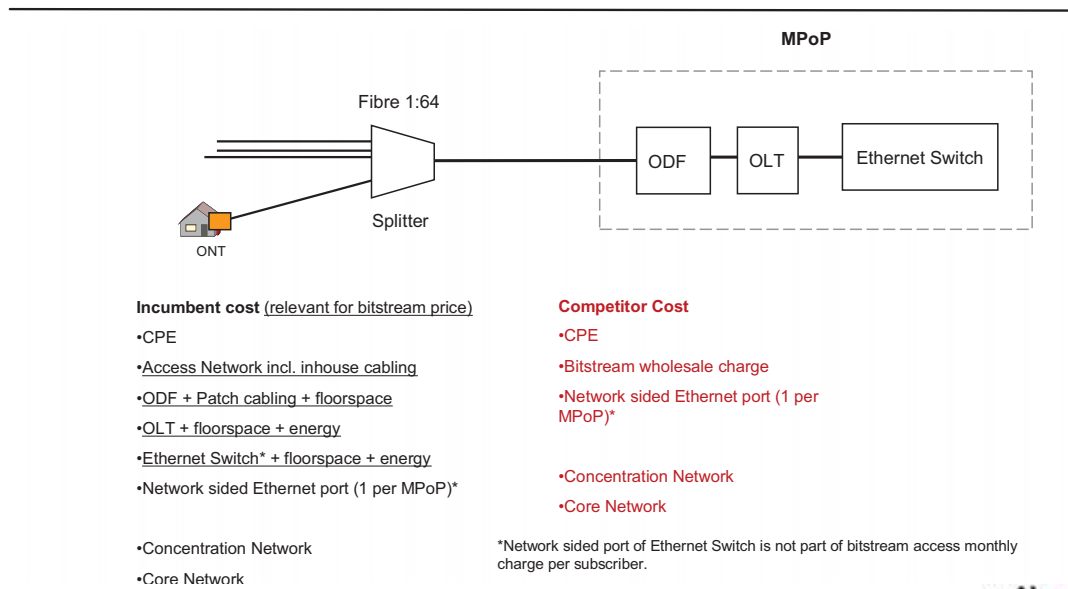 MPoP
Fibre 1:64
ODF
OLT
Ethernet Switch
Splitter
ONT
Incumbent cost (relevant for bitstream price)
•CPE
•Access Network incl. inhouse cabling
•ODF + Patch cabling + floorspace
•OLT + floorspace + energy
•Ethernet Switch* + floorspace + energy
•Network sided Ethernet port (1 per MPoP)*
•Concentration Network
•Core Network
Competitor Cost
•CPE
•Bitstream wholesale charge
•Network sided Ethernet port (1 per
MPoP)*
•Concentration Network
•Core Network
*Network sided port of Ethernet Switch is not part of bitstream access monthly
charge per subscriber.